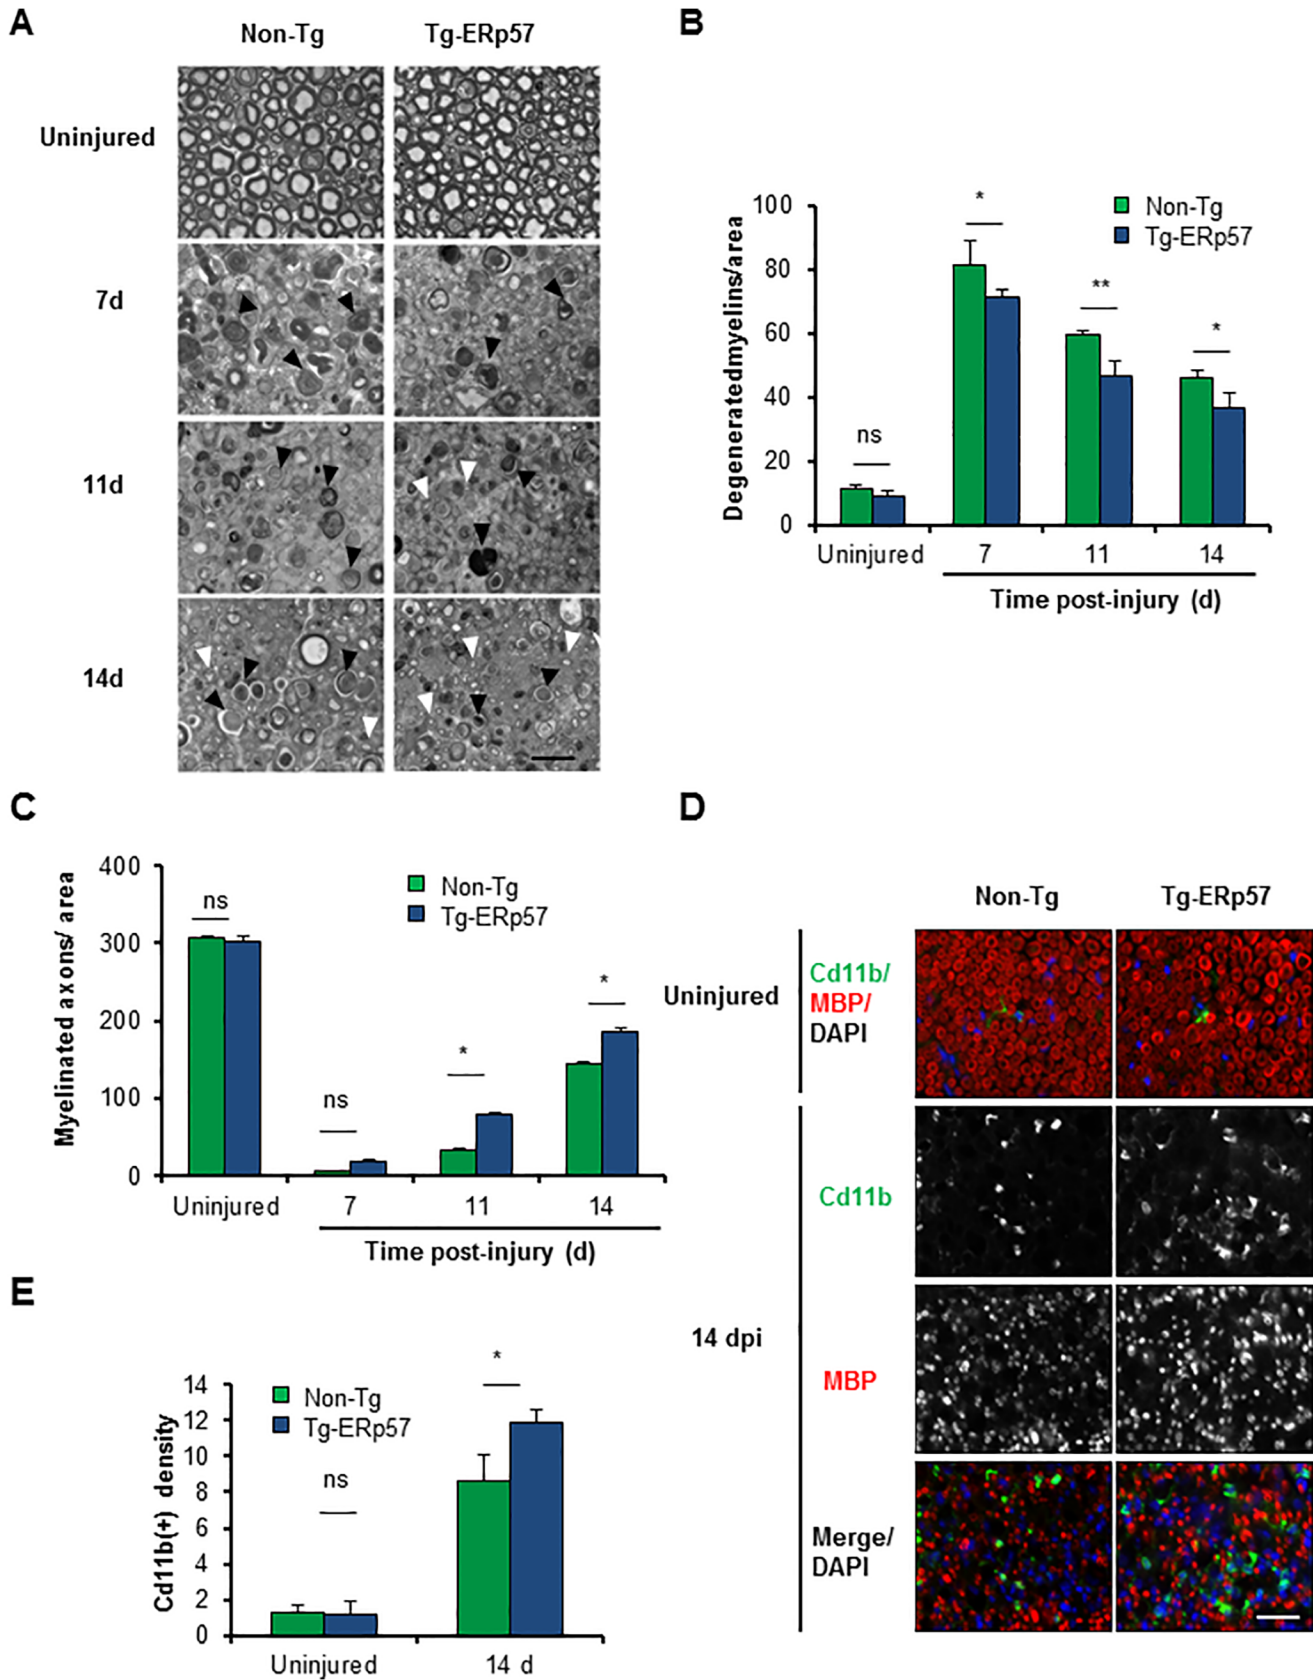 A
Non-Tg
Tg-ERp57
Uninjured
7d
11d
14d
B
Degeneratedmyelins/area
100
80
60
40
20
0
Non-Tg
Tg-ERp57
ns
*
**
*
Uninjured
7
11
14
Time post-injury (d)
C
Myelinated axons/ area
400
300
200
100
0
Non-Tg
Tg-ERp57
ns
ns
*
*
Uninjured
7
11
14
Time post-injury (d)
D
Non-Tg
Tg-ERp57
Uninjured
Cd11b/
MBP/
DAPI
14 dpi
Cd11b
MBP
Merge/
DAPI
E
Cd11b(+) density
14
12
10
8
6
4
2
0
Non-Tg
Tg-ERp57
ns
*
Uninjured
14 d